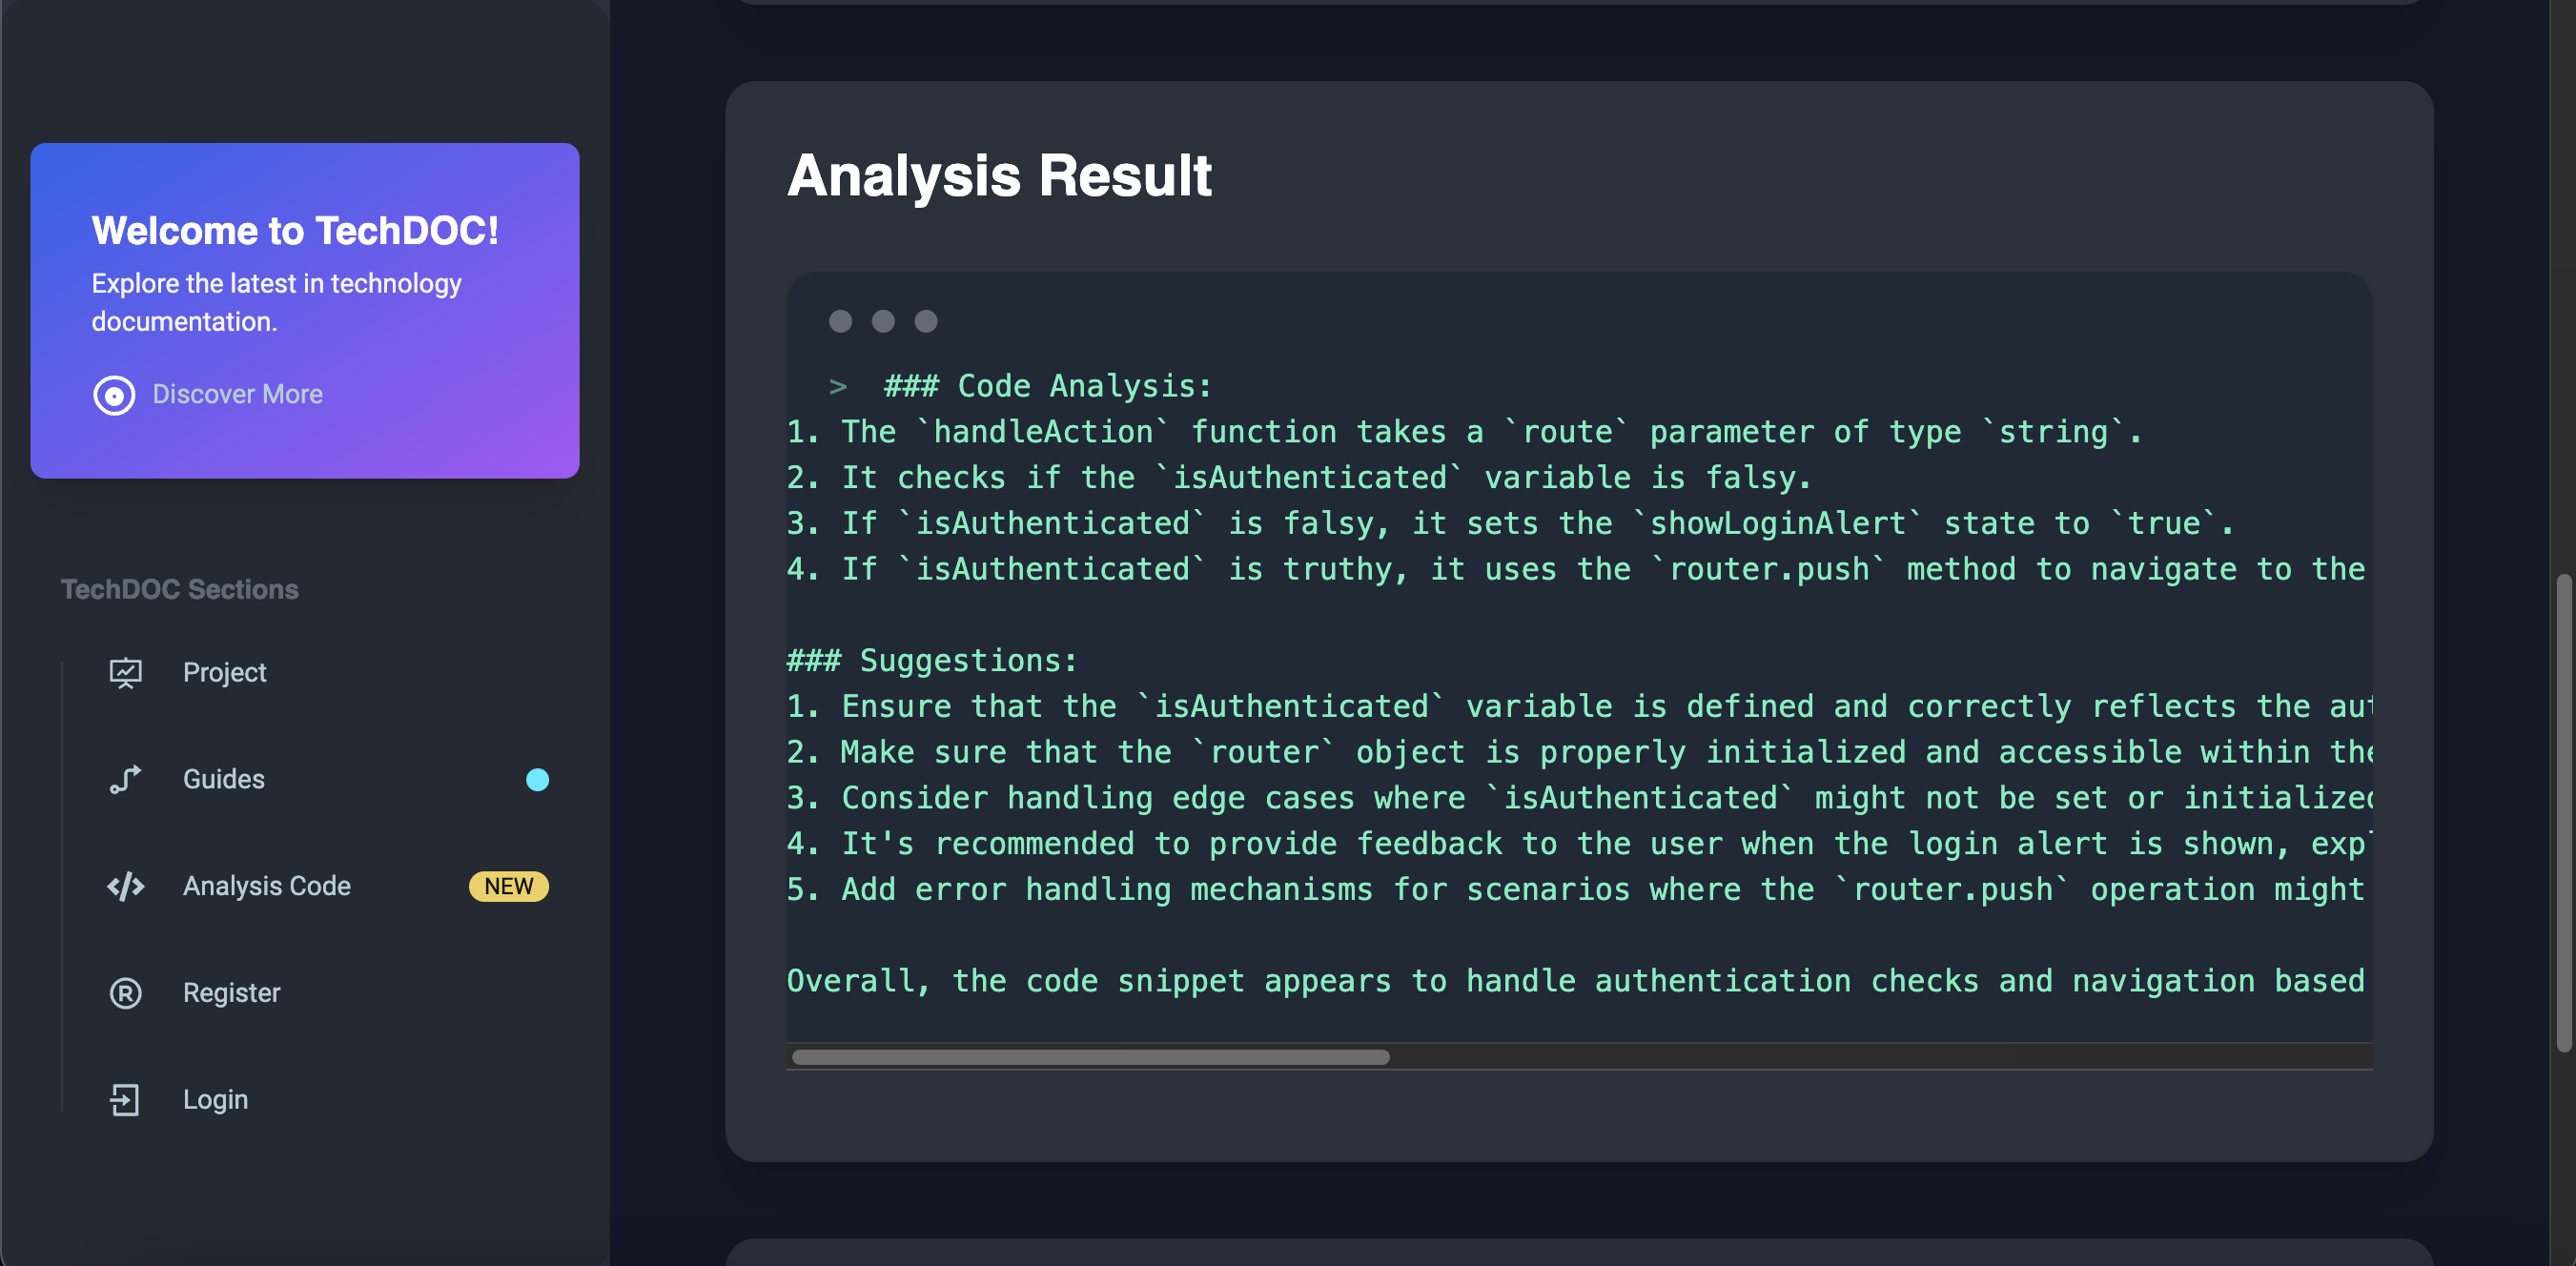 Welcome to TechDOC!
Explore the latest in technology
documentation.
Discover More
TechDOC Sections
Project
Guides
Analysis Code
NEW
Register
Login
Analysis Result
> ### Code Analysis:
1. The `handleAction` function takes a `route` parameter of type `string`.
2. It checks if the `isAuthenticated` variable is falsy.
3. If `isAuthenticated` is falsy, it sets the `showLoginAlert` state to `true`.
4. If `isAuthenticated` is truthy, it uses the `router.push` method to navigate to the
### Suggestions:
1. Ensure that the `isAuthenticated` variable is defined and correctly reflects the
2. Make sure that the `router` object is properly initialized and accessible within the
3. Consider handling edge cases where `isAuthenticated` might not be set or initialized
4. It's recommended to provide feedback to the user when the login alert is shown,
5. Add error handling mechanisms for scenarios where the `router.push` operation might
Overall, the code snippet appears to handle authentication checks and navigation based